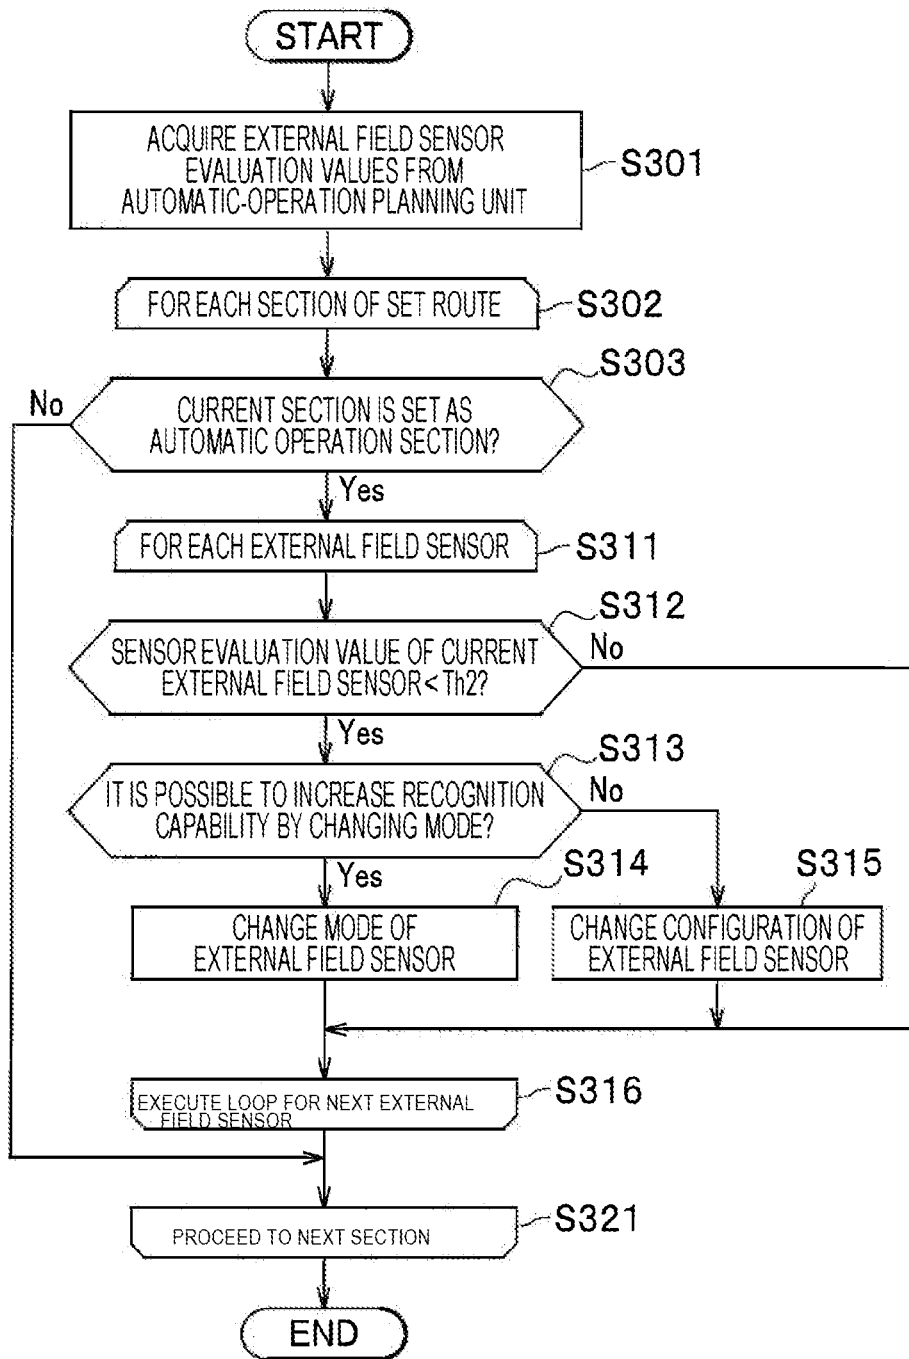 START
ACQUIRE EXTERNAL FIELD SENSOR
EVALUATION VALUES FROM
AUTOMATIC-OPERATION PLANNING UNIT
S301
FOR EACH SECTION OF SET ROUTE
S302
S303
No
CURRENT SECTION IS SET AS
AUTOMATIC OPERATION SECTION?
Yes
FOR EACH EXTERNAL FIELD SENSOR
S311
S312
SENSOR EVALUATION VALUE OF CURRENT
EXTERNAL FIELD SENSOR < Th2?
No
Yes
S313
IT IS POSSIBLE TO INCREASE RECOGNITION
CAPABILITY BY CHANGING MODE?
No
Yes
S314
S315
CHANGE MODE OF
EXTERNAL FIELD SENSOR
CHANGE CONFIGURATION OF
EXTERNAL FIELD SENSOR
EXECUTE LOOP FOR NEXT EXTERNAL
FIELD SENSOR
S316
PROCEED TO NEXT SECTION
S321
END